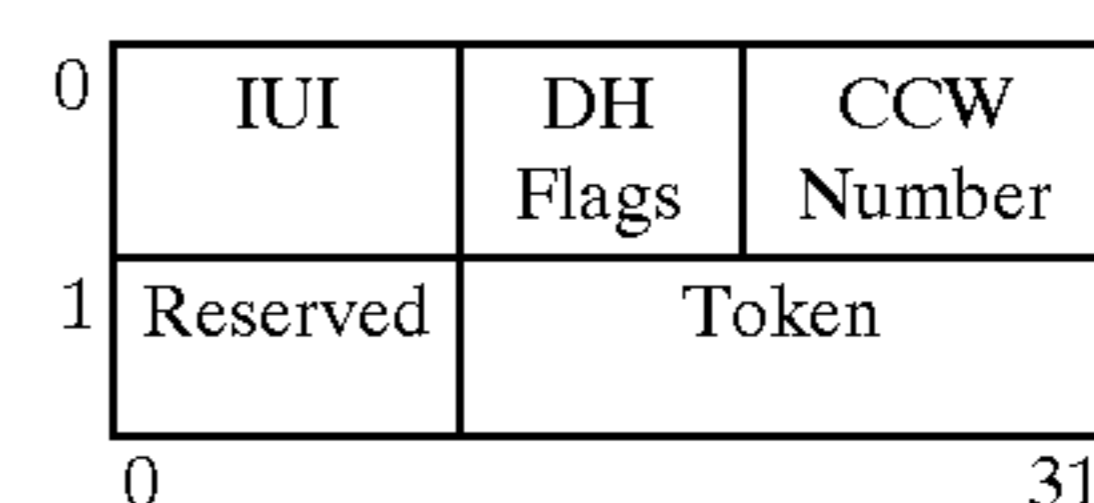 0 IUI DH CCW
Flags Number
1 Reserved Token
0 31